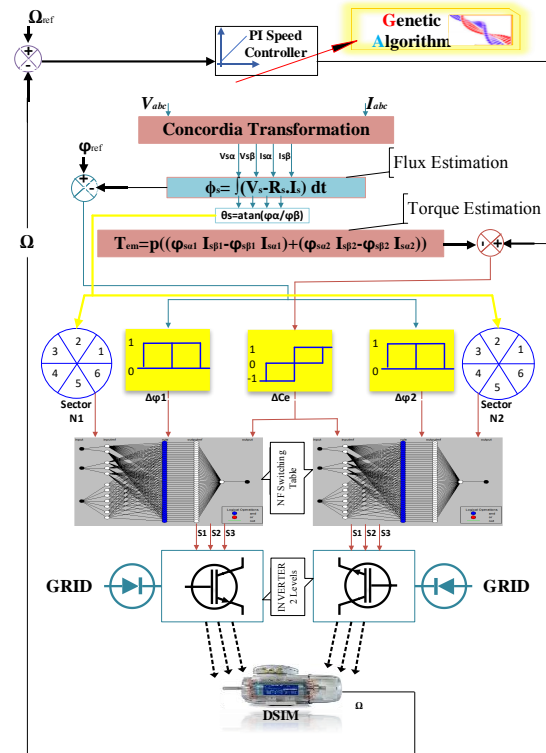 Ωref
+
-
PI Speed
Controller
Genetic
Algorithm
Vabc
Iabc
Concordia Transformation
φref
Vsα Vsβ Isα Isβ
+
-
ϕs= ∫(Vs-Rs.Is) dt
Flux Estimation
θs=atan(φα/φβ)
Torque Estimation
Ω
Tem=p((φsα1 Isβ1-φsβ1 Isα1)+(φsα2 Isβ2-φsβ2 Isα2))
-
+
3 2 1
4 5 6
1
0
1
0
-1
1
0
3 2 1
4 5 6
Sector
N1
Δφ1
ΔCe
Δφ2
Sector
N2
NF Switching
Table
S1 S2 S3
S1 S2 S3
GRID
INVERTER
2 Levels
GRID
DSIM
Ω